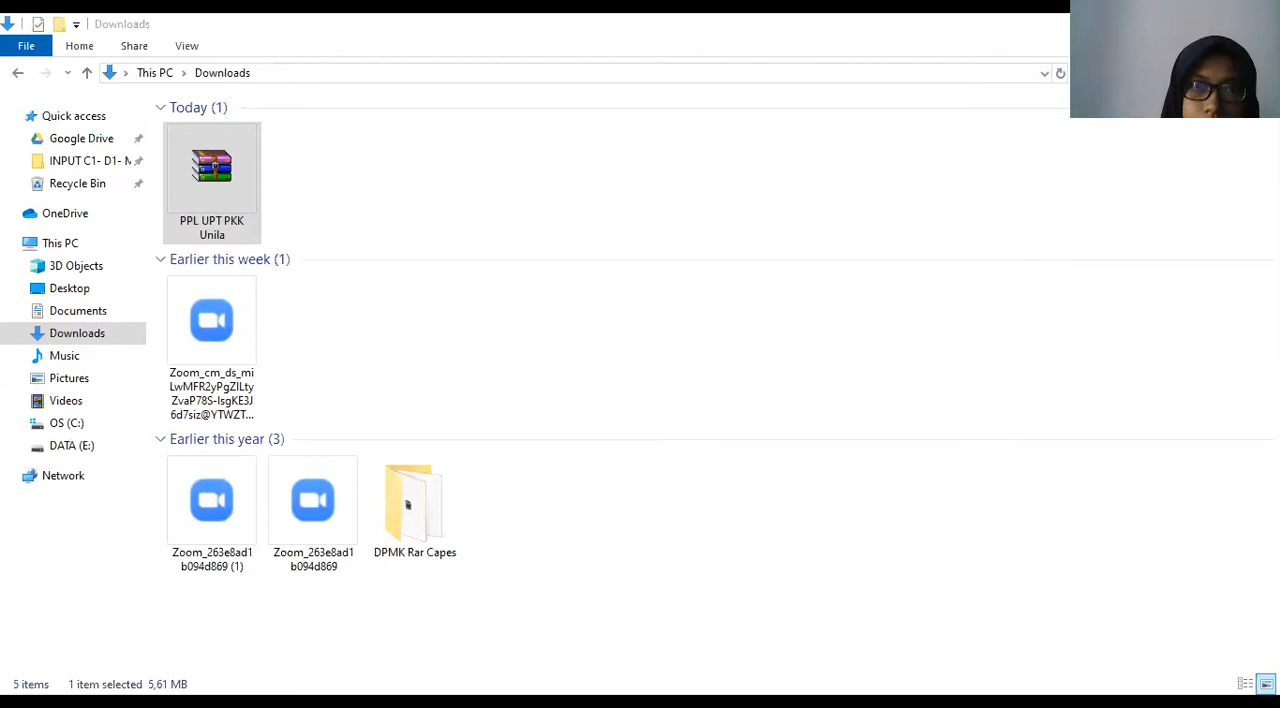 Downloads
File Home Share View
This PC Downloads
Quick access
Google Drive
INPUT C1- D1- M
Recycle Bin
OneDrive
This PC
3D Objects
Desktop
Documents
Downloads
Music
Pictures
Videos
OS (C:)
DATA (E:)
Network
Today (1)
PPL UPT PKK
Unila
Earlier this week (1)
Zoom_cm_ds_mi
ZvaP78S-IsgKE3J
6d7siz@YTWZT...
Earlier this year (3)
Zoom_263e8ad1
b094d869 (1)
Zoom_263e8ad1
b094d869
DPMK Rar Capes
5 items 1 item selected 5,61 MB